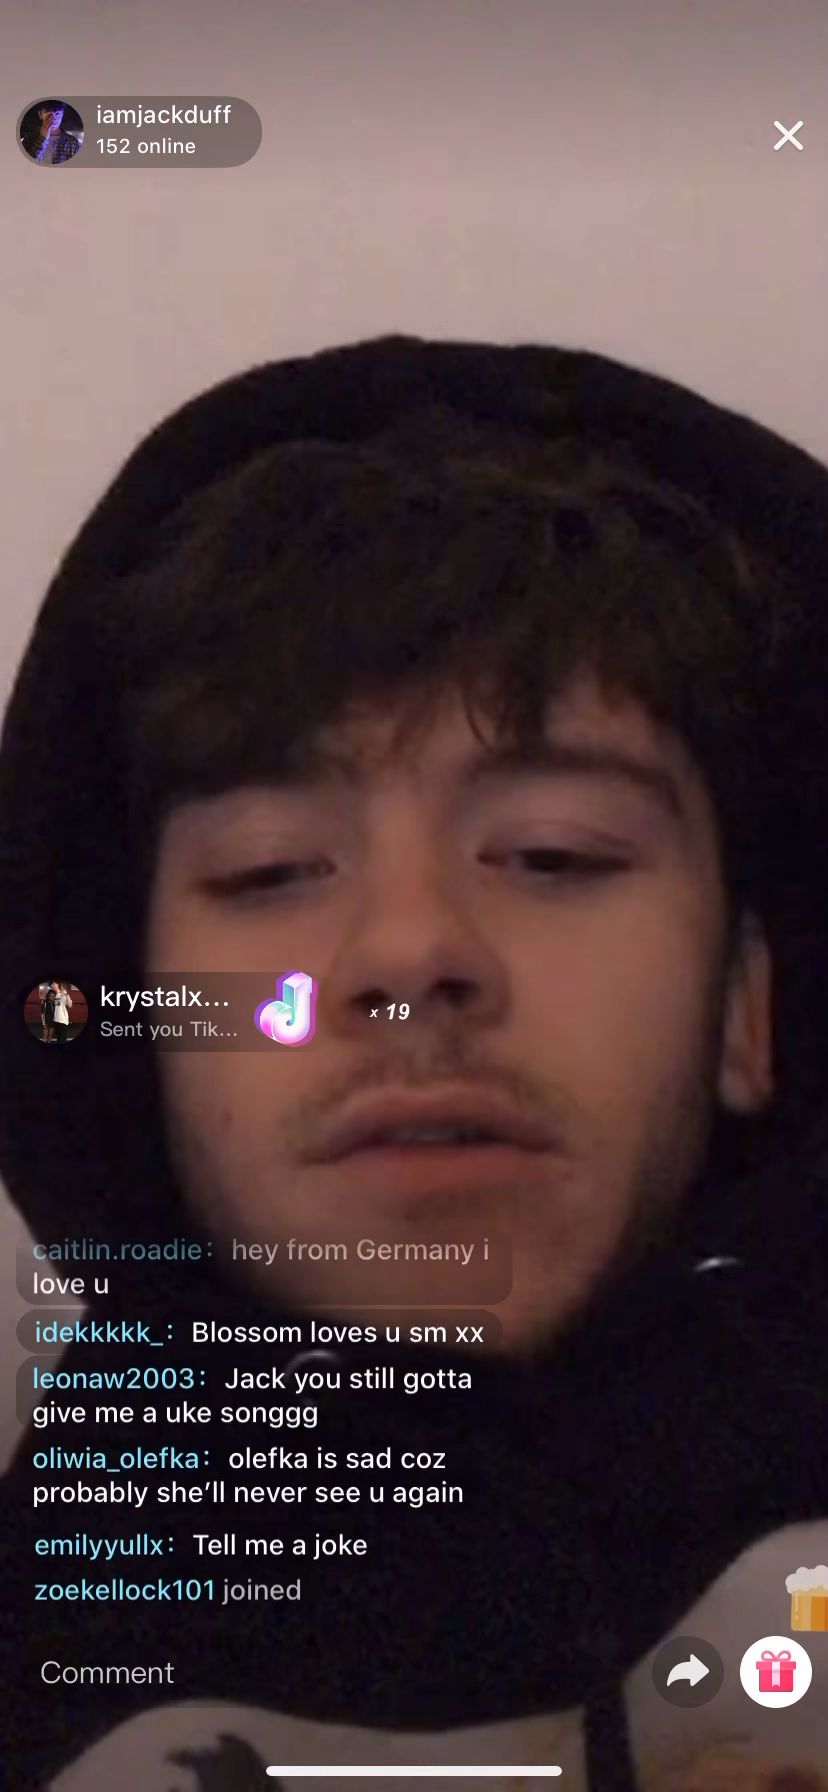 iamjackduff
152 online
krystalx...
Sent you Tik...
x 19
caitlin.roadie: hey from Germany i
love u
idekkkkk_: Blossom loves u sm xx
leonaw2003: Jack you still gotta
give me a uke songgg
oliwia_olefka: olefka is sad coz
probably she’ll never see u again
emilyyullx: Tell me a joke
zoekellock101 joined
Comment